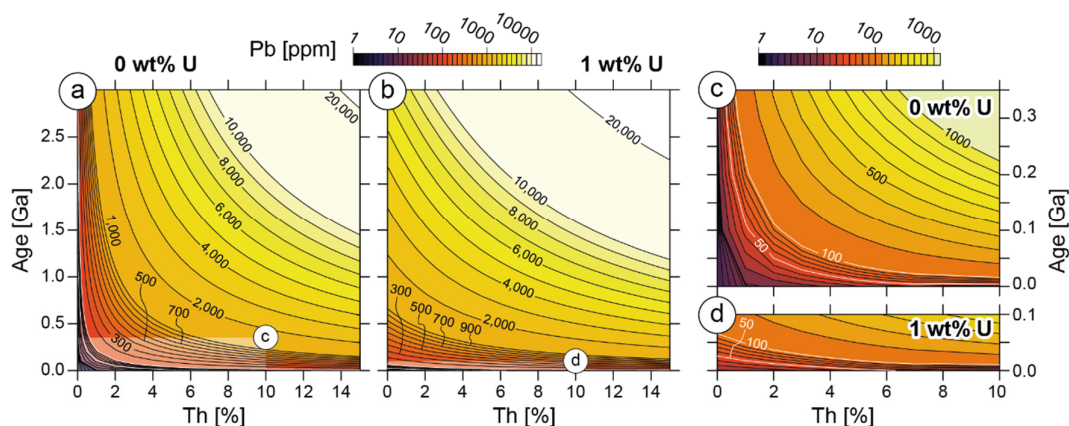 Pb [ppm]
1 10 100 1000 10000
1 10 100 1000
0 wt% U
1 wt% U
a
b
c
0 wt% U
d
1 wt% U
Age [Ga]
2.5
2.0
1.5
1.0
0.5
0.0
20,000
10,000
8,000
6,000
4,000
2,000
1,000
500
700
300
c
0 2 4 6 8 10 12 14
Th [%]
20,000
10,000
8,000
6,000
4,000
2,000
300
500
700
900
d
0 2 4 6 8 10 12 14
Th [%]
1000
500
100
50
0.3
0.2
0.1
0.0
Age [Ga]
50
100
0.1
0.0
0 2 4 6 8 10
Th [%]